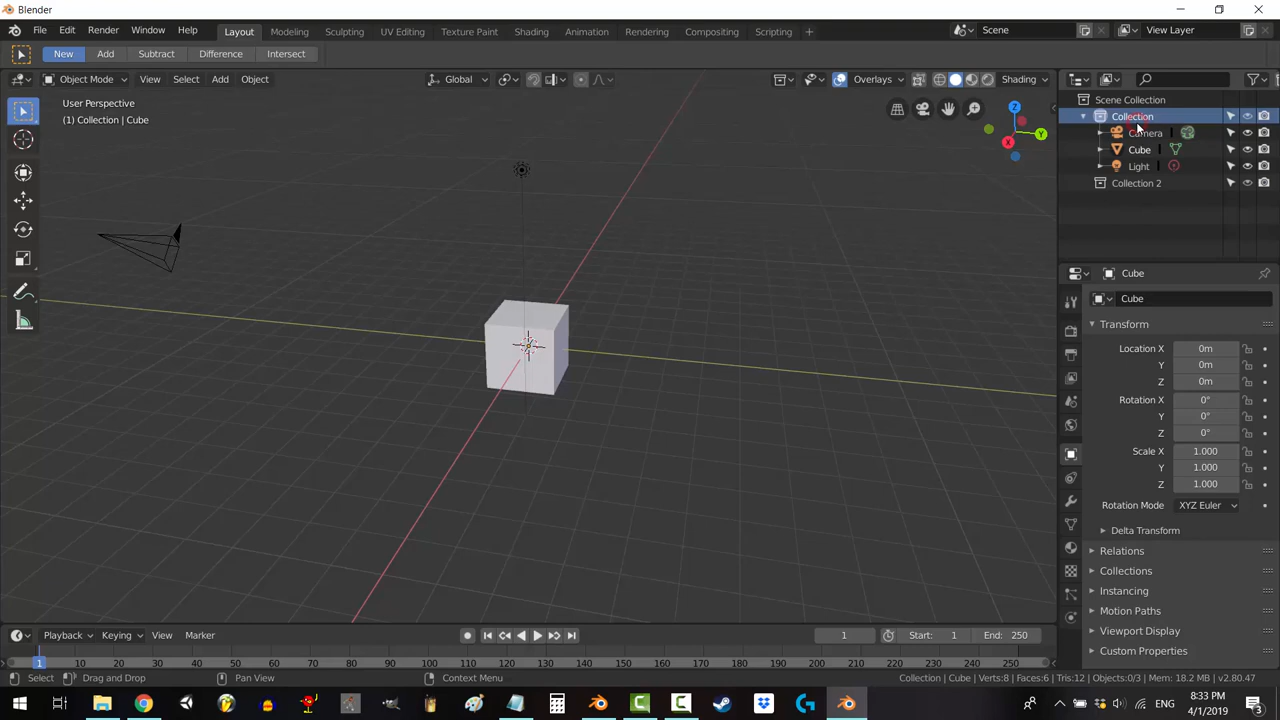 Blender
File Edit Render Window Help
Layout Modeling Sculpting UV Editing Texture Paint Shading Animation Rendering Compositing Scripting +
Scene
View Layer
New Add Subtract Difference Intersect
Object Mode View Select Add Object
Global
Overlays
Shading
User Perspective
(1) Collection | Cube
Z
Y
X
Scene Collection
Collection
Camera
Cube
Light
Collection 2
Cube
Cube
Transform
Location X 0m
Y 0m
Z 0m
Rotation X 0°
Y 0°
Z 0°
Scale X 1.000
Y 1.000
Z 1.000
Rotation Mode XYZ Euler
Delta Transform
Relations
Collections
Instancing
Motion Paths
Viewport Display
Custom Properties
Playback Keying View Marker
1
Start: 1 End: 250
1 10 20 30 40 50 60 70 80 90 100 110 120 130 140 150 160 170 180 190 200 210 220 230 240 250
Select Drag and Drop Pan View Context Menu
Collection | Cube | Verts:8 | Faces:6 | Tris:12 | Objects:0/3 | Mem: 18.2 MB | v2.80.47
ENG
8:33 PM
4/1/2019
3